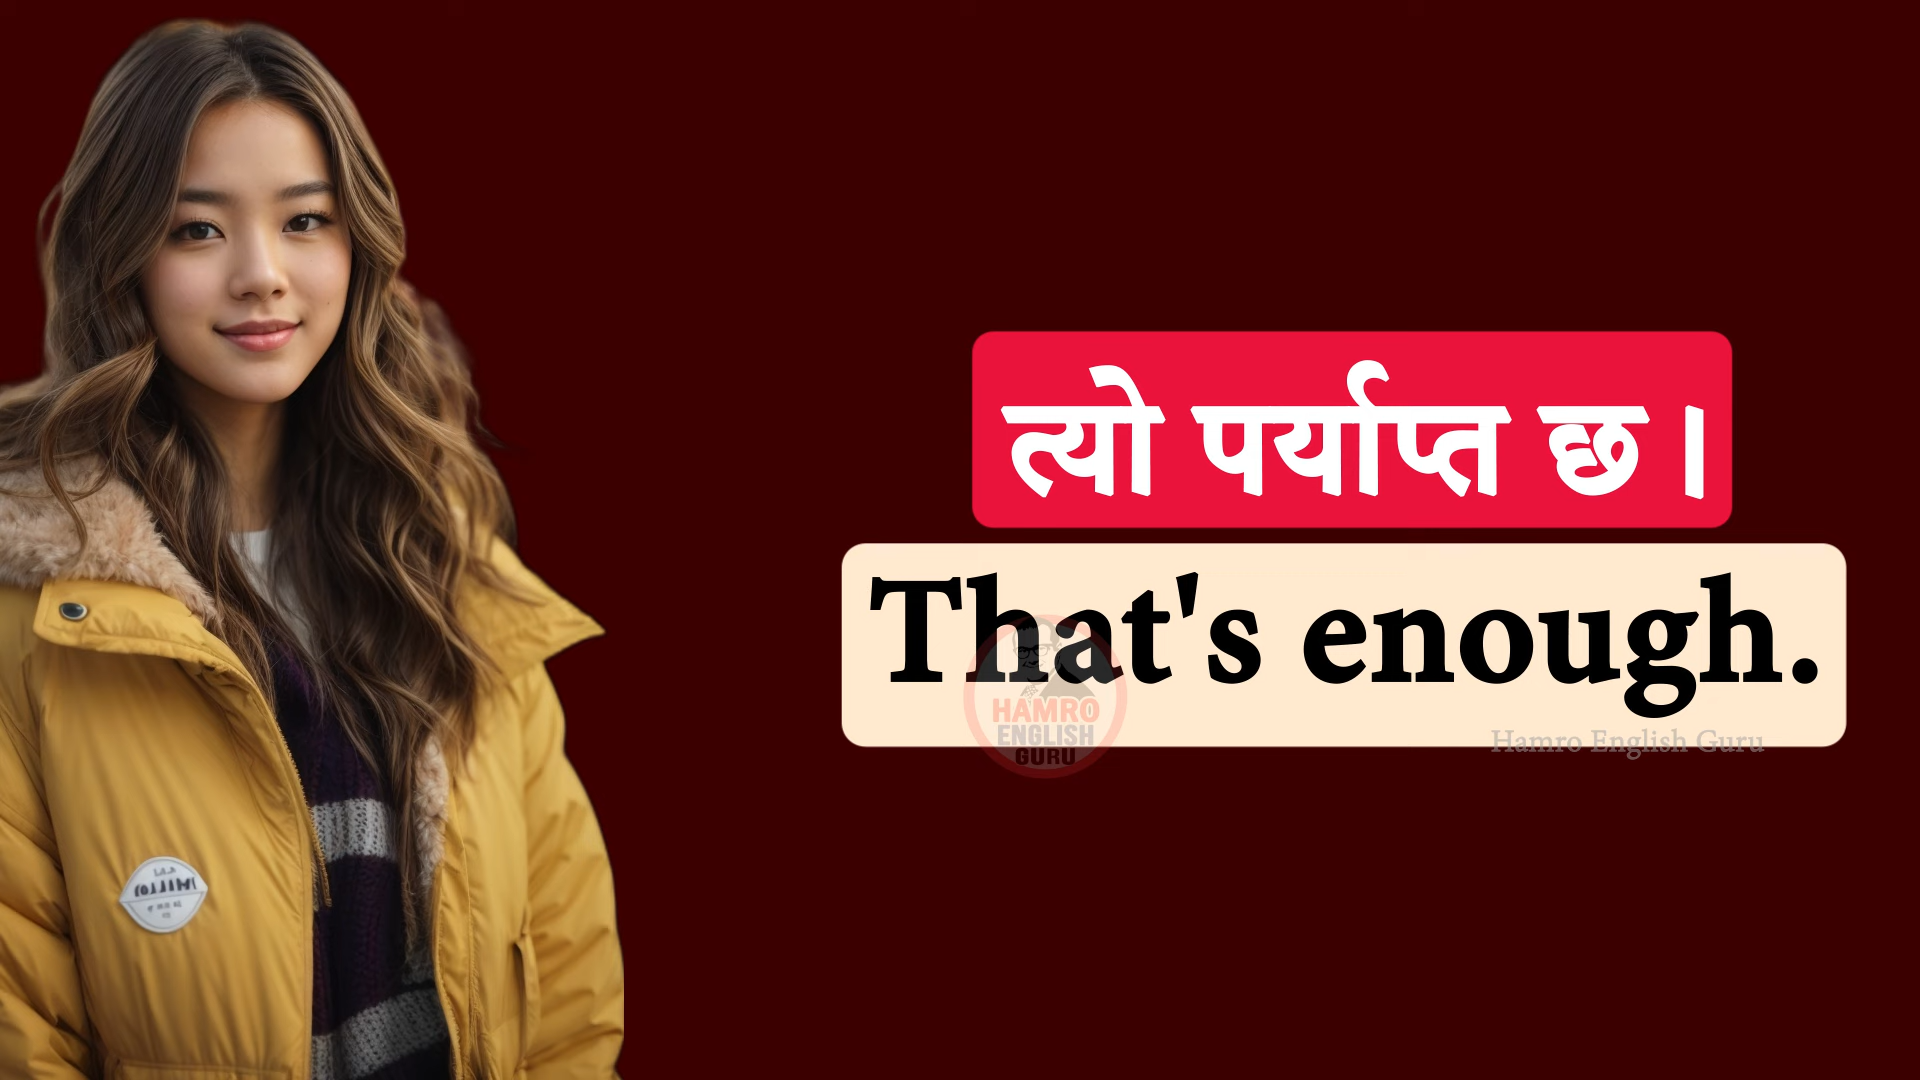 त्यो पर्याप्त छ ।
That's enough.
HAMRO
ENGLISH
GURU
Hamro English Guru